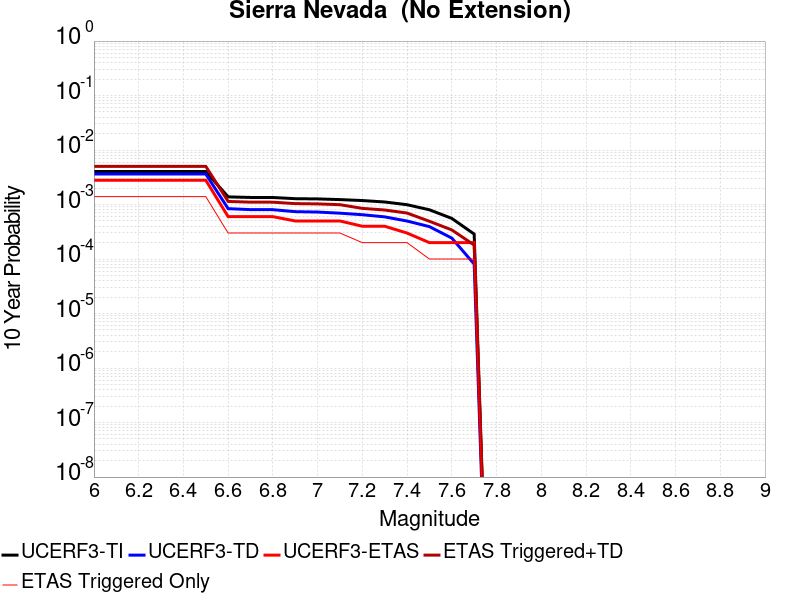 Sierra Nevada  (No Extension)
10^0
10^-1
10^-2
10^-3
10^-4
10^-5
10^-6
10^-7
10^-8
10 Year Probability
6 6.2 6.4 6.6 6.8 7 7.2 7.4 7.6 7.8 8 8.2 8.4 8.6 8.8 9
Magnitude
UCERF3-TI UCERF3-TD UCERF3-ETAS ETAS Triggered+TD
ETAS Triggered Only